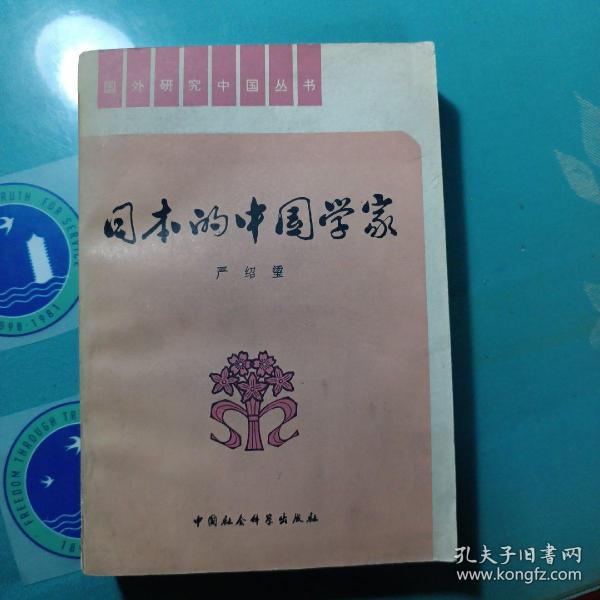 国外研究中国丛书
日本的中国学家
严绍璗
中国社会科学出版社
TRUTH FOR SERVICE
1898·1981
FREEDOM THROUGH TR
189
孔夫子旧书网
www.kongfz.com